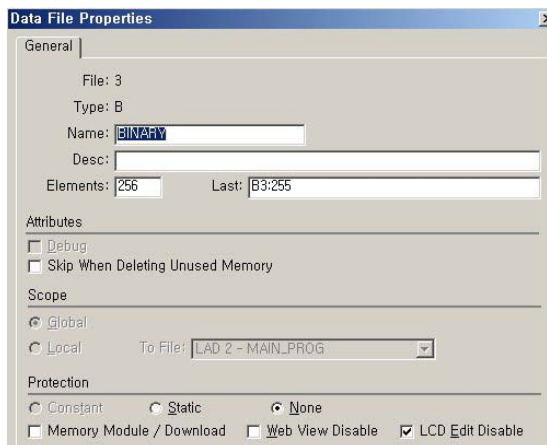 Data File Properties
General
File: 3
Type: B
Name: BINARY
Desc:
Elements: 256 Last: B3:255
Attributes
Debug
Skip When Deleting Unused Memory
Scope
Global
Local To File: LAD 2 - MAIN_PROG
Protection
Constant Static None
Memory Module / Download Web View Disable LCD Edit Disable